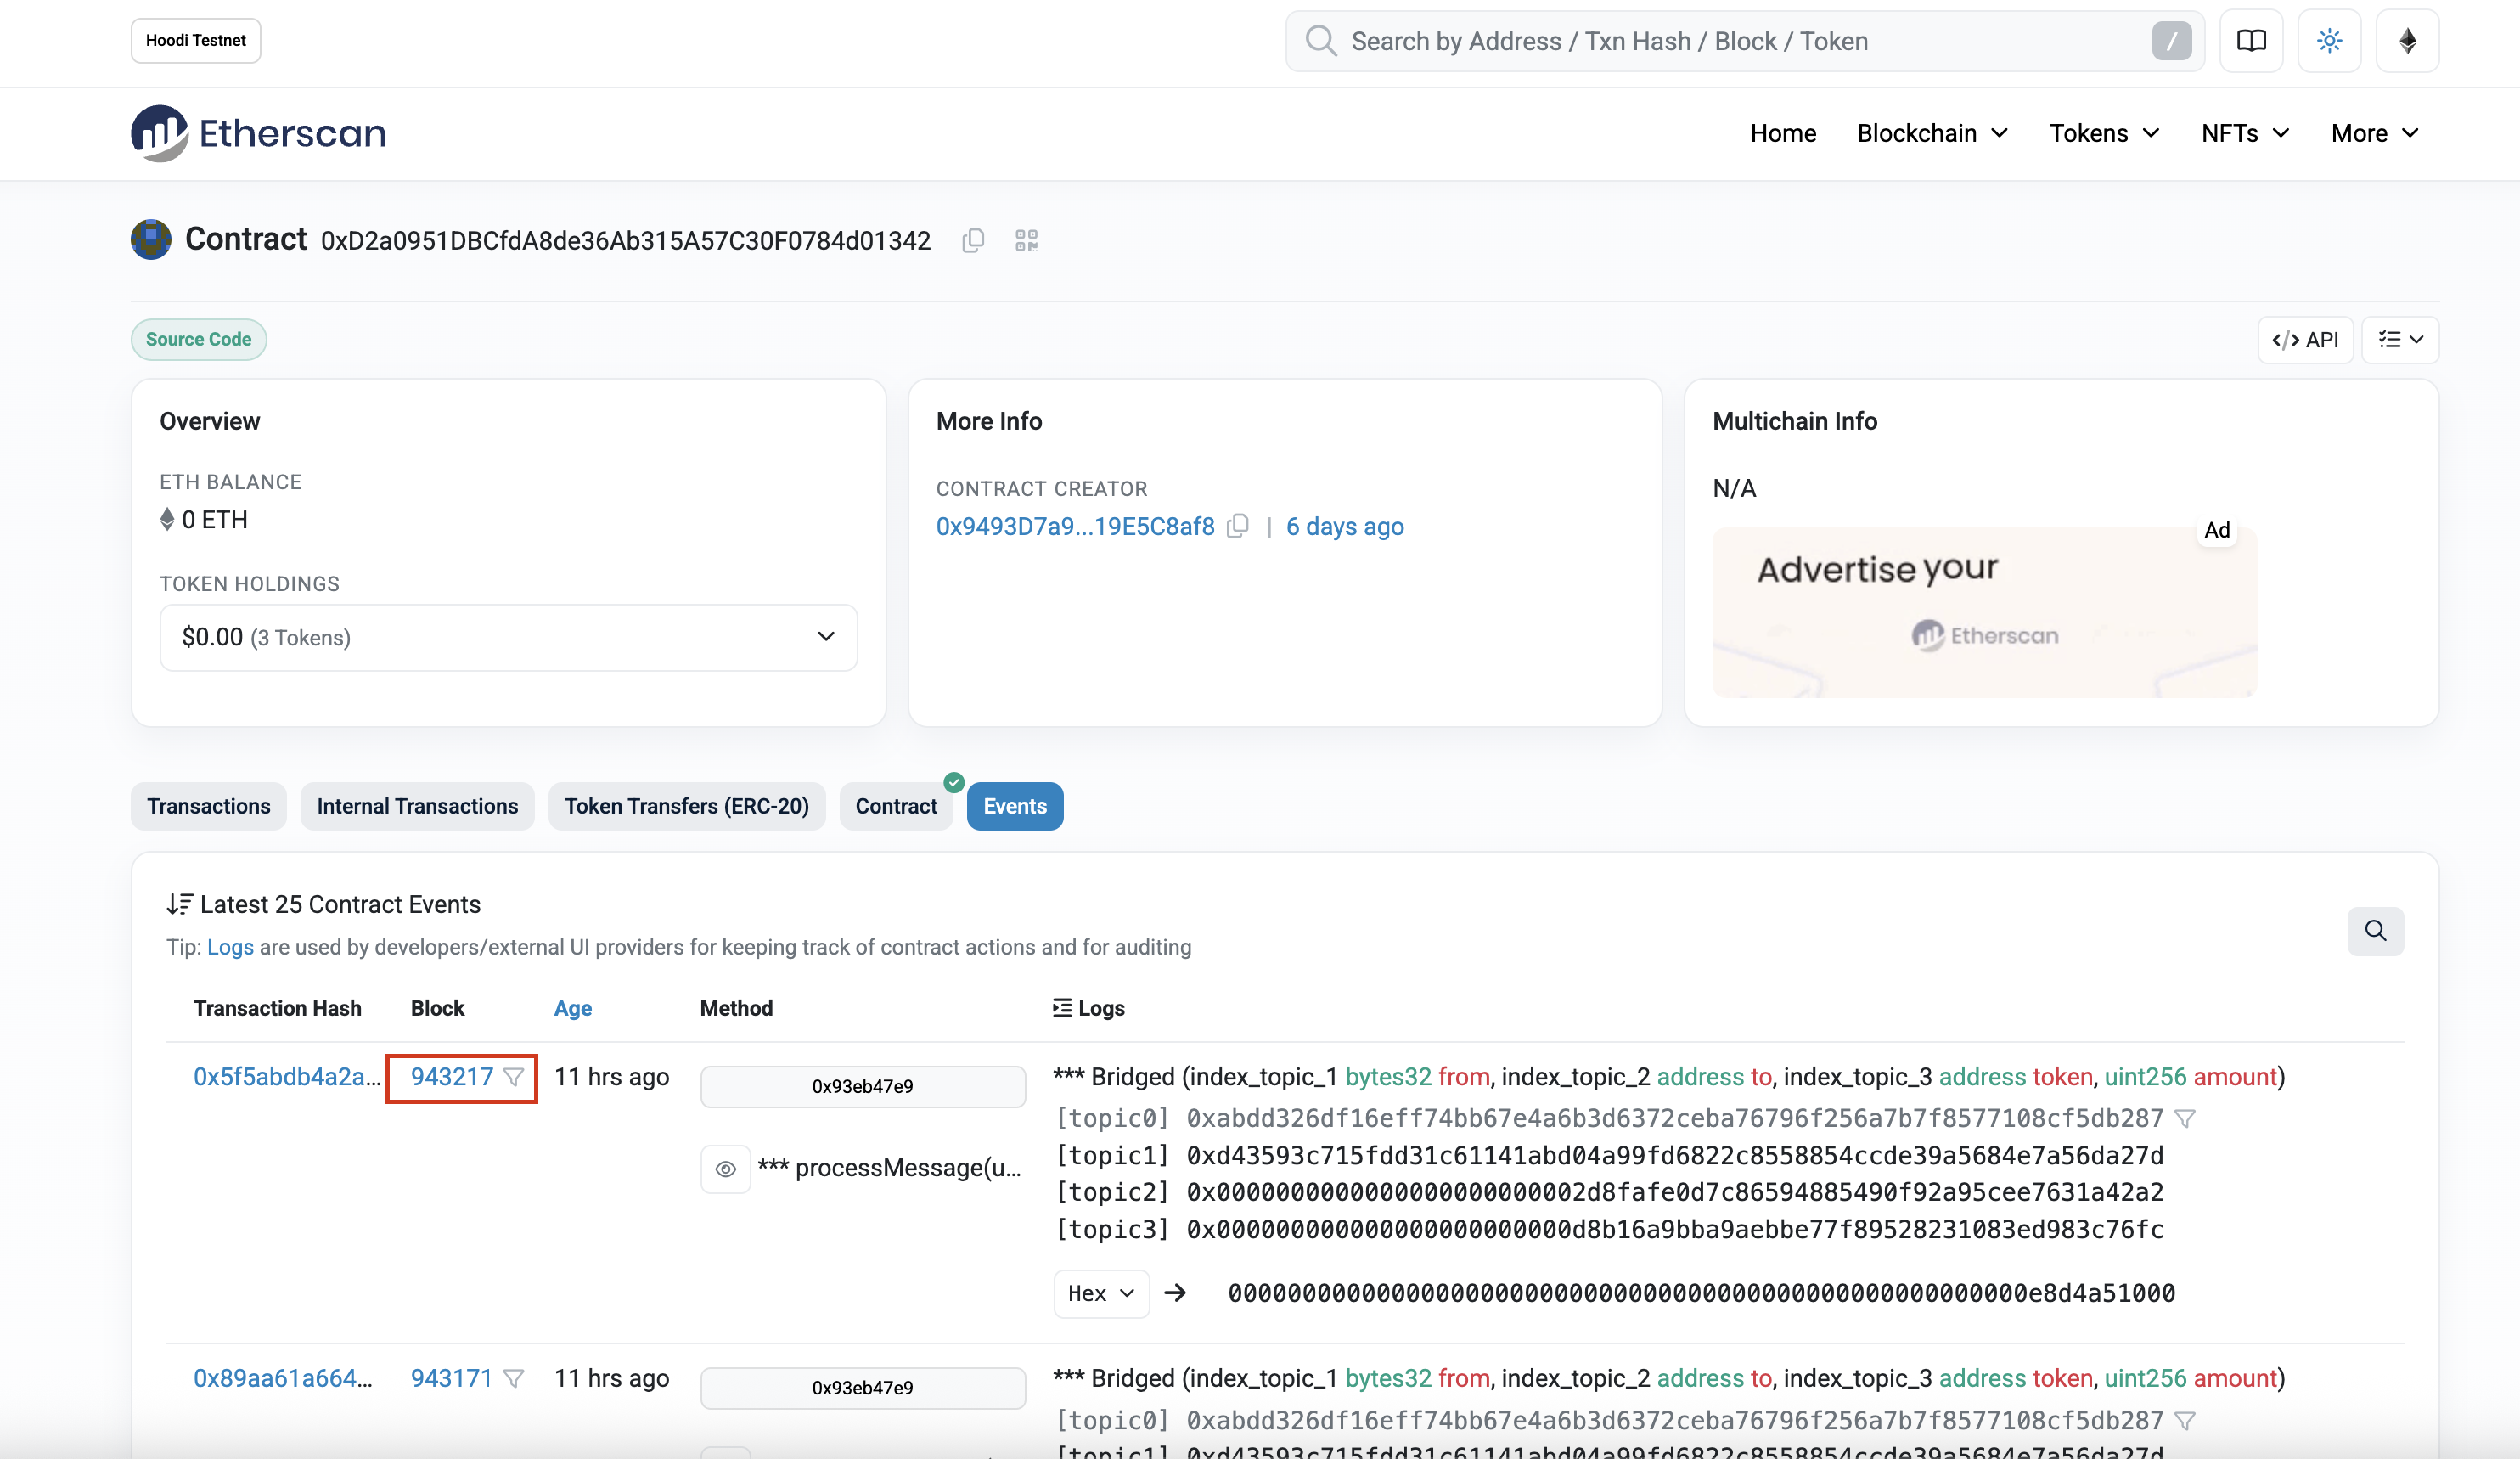 Hoodi Testnet
Search by Address / Txn Hash / Block / Token
/
Etherscan
Home
Blockchain
Tokens
NFTs
More
Contract 0xD2a0951DBCfdA8de36Ab315A57C30F0784d01342
Source Code
</> API
Overview
ETH BALANCE
0 ETH
TOKEN HOLDINGS
$0.00 (3 Tokens)
More Info
CONTRACT CREATOR
0x9493D7a9...19E5C8af8 | 6 days ago
Multichain Info
N/A
Ad
Advertise your
Etherscan
Transactions
Internal Transactions
Token Transfers (ERC-20)
Contract
Events
Latest 25 Contract Events
Tip: Logs are used by developers/external UI providers for keeping track of contract actions and for auditing
Transaction Hash Block Age Method Logs
0x5f5abdb4a2a... 943217 11 hrs ago 0x93eb47e9 *** Bridged (index_topic_1 bytes32 from, index_topic_2 address to, index_topic_3 address token, uint256 amount)
[topic0] 0xabdd326df16eff74bb67e4a6b3d6372ceba76796f256a7b7f8577108cf5db287
*** processMessage(u...
[topic1] 0xd43593c715fdd31c61141abd04a99fd6822c8558854ccde39a5684e7a56da27d
[topic2] 0x0000000000000000000000002d8fafe0d7c86594885490f92a95cee7631a42a2
[topic3] 0x000000000000000000000000d8b16a9bba9aebbe77f89528231083ed983c76fc
Hex 000000000000000000000000000000000000000000000000000000e8d4a51000
0x89aa61a664... 943171 11 hrs ago 0x93eb47e9 *** Bridged (index_topic_1 bytes32 from, index_topic_2 address to, index_topic_3 address token, uint256 amount)
[topic0] 0xabdd326df16eff74bb67e4a6b3d6372ceba76796f256a7b7f8577108cf5db287
[topic1] 0xd43593c715fdd31c61141abd04a99fd6822c8558854ccde39a5684e7a56da27d